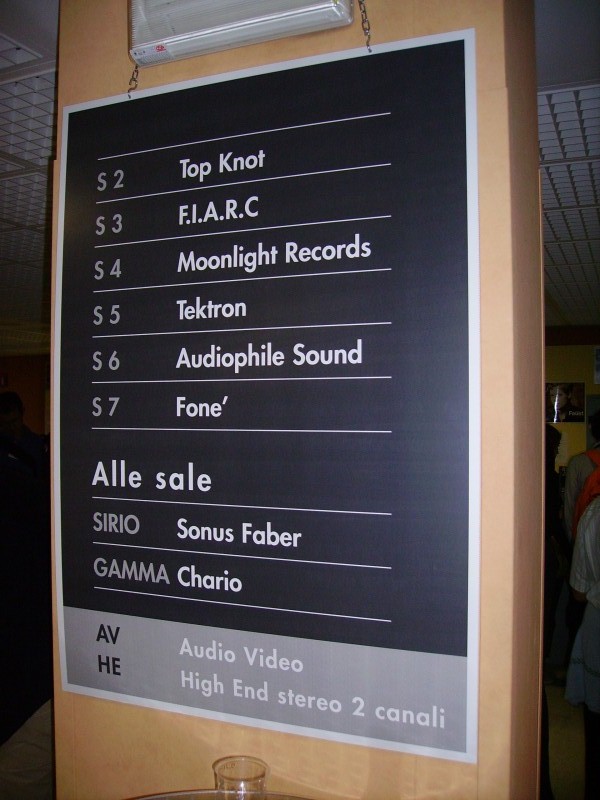 S 2 Top Knot
S 3 F.I.A.R.C
S 4 Moonlight Records
S 5 Tektron
S 6 Audiophile Sound
S 7 Fone'
Alle sale
SIRIO Sonus Faber
GAMMA Chario
AV Audio Video
HE High End stereo 2 canali